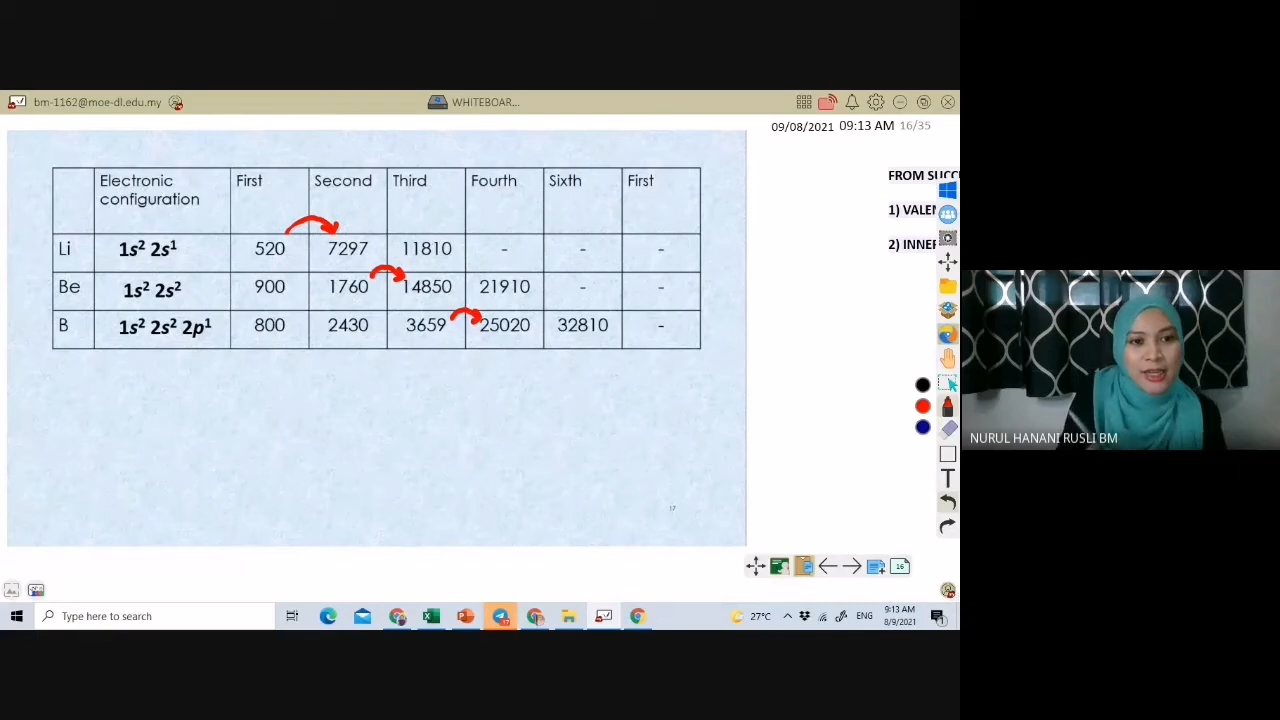 bm-1162@moe-dl.edu.my
WHITEBOAR...
09/08/2021 09:13 AM 16/35
Electronic configuration First Second Third Fourth Sixth First
Li 1s² 2s¹ 520 7297 11810 - - -
Be 1s² 2s² 900 1760 14850 21910 - -
B 1s² 2s² 2p¹ 800 2430 3659 25020 32810 -
FROM SUCC
1) VALEN
2) INNER
T
17
16
NURUL HANANI RUSLI BM
Type here to search
27°C ENG
9:13 AM
8/9/2021